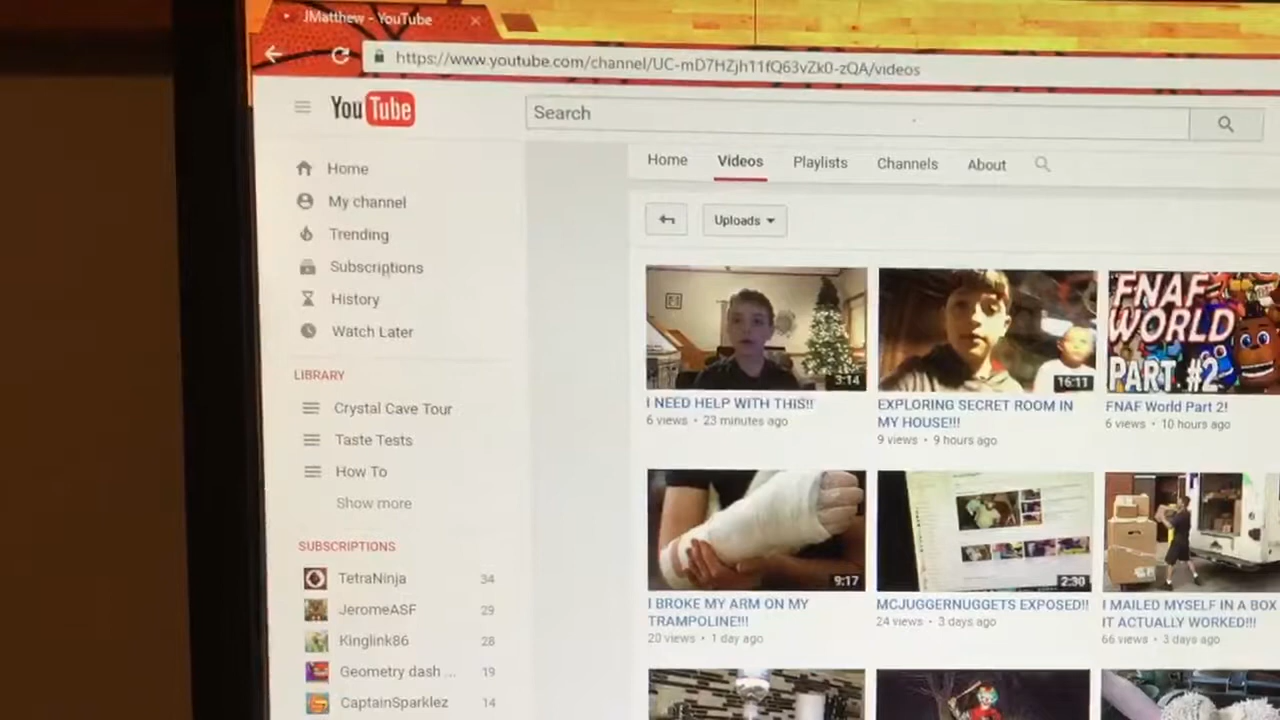 JMatthew - YouTube
https://www.youtube.com/channel/UC-mD7HZjh11fQ63vZk0-zQA/videos
YouTube
Search
Home
Videos
Playlists
Channels
About
Home
My channel
Trending
Subscriptions
History
Watch Later
LIBRARY
Crystal Cave Tour
Taste Tests
How To
Show more
SUBSCRIPTIONS
TetraNinja 34
JeromeASF 29
Kinglink86 28
Geometry dash ... 19
CaptainSparklez 14
Uploads
3:14
I NEED HELP WITH THIS!!
6 views • 23 minutes ago
16:11
EXPLORING SECRET ROOM IN
MY HOUSE!!!
9 views • 9 hours ago
FNAF
WORLD
PART #2
FNAF World Part 2!
6 views • 10 hours ago
9:17
I BROKE MY ARM ON MY
TRAMPOLINE!!!
20 views • 1 day ago
2:30
MCJUGGERNUGGETS EXPOSED!!
24 views • 3 days ago
I MAILED MYSELF IN A BOX
IT ACTUALLY WORKED!!!
66 views • 3 days ago